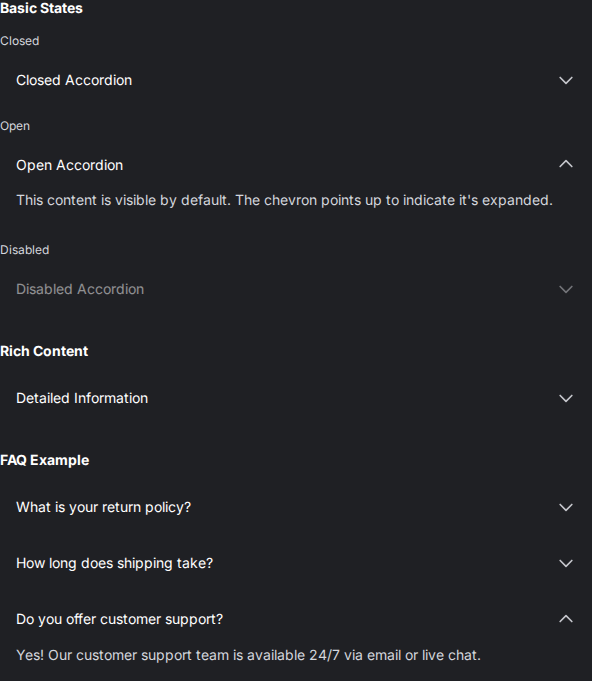 Basic States
Closed
Closed Accordion
Open
Open Accordion
This content is visible by default. The chevron points up to indicate it's expanded.
Disabled
Disabled Accordion
Rich Content
Detailed Information
FAQ Example
What is your return policy?
How long does shipping take?
Do you offer customer support?
Yes! Our customer support team is available 24/7 via email or live chat.